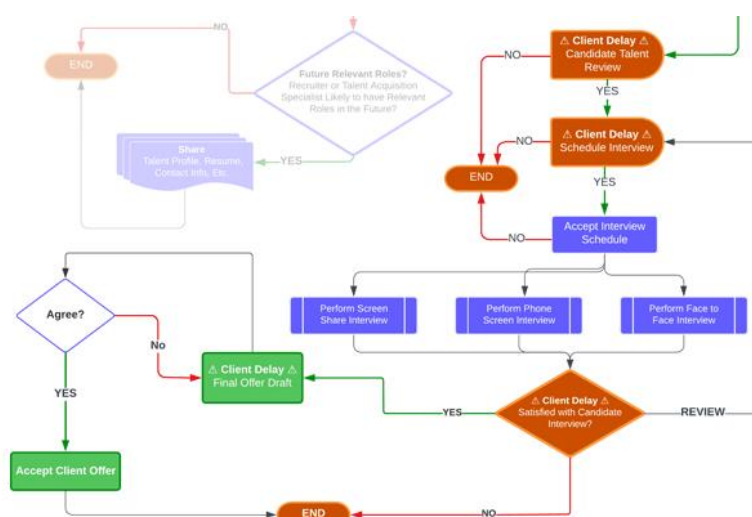 NO
END
Future Relevant Roles?
Recruiter or Talent Acquisition
Specialist Likely to have Relevant
Roles in the Future?
YES
Share
Talent Profile, Resume,
Contact Info, Etc.
⚠ Client Delay ⚠
Candidate Talent
Review
NO
YES
⚠ Client Delay ⚠
Schedule Interview
NO
END
YES
Accept Interview
Schedule
NO
Perform Screen
Share Interview
Perform Phone
Screen Interview
Perform Face to
Face Interview
Agree?
No
YES
⚠ Client Delay ⚠
Final Offer Draft
YES
⚠ Client Delay ⚠
Satisfied with Candidate
Interview?
REVIEW
Accept Client Offer
NO
END